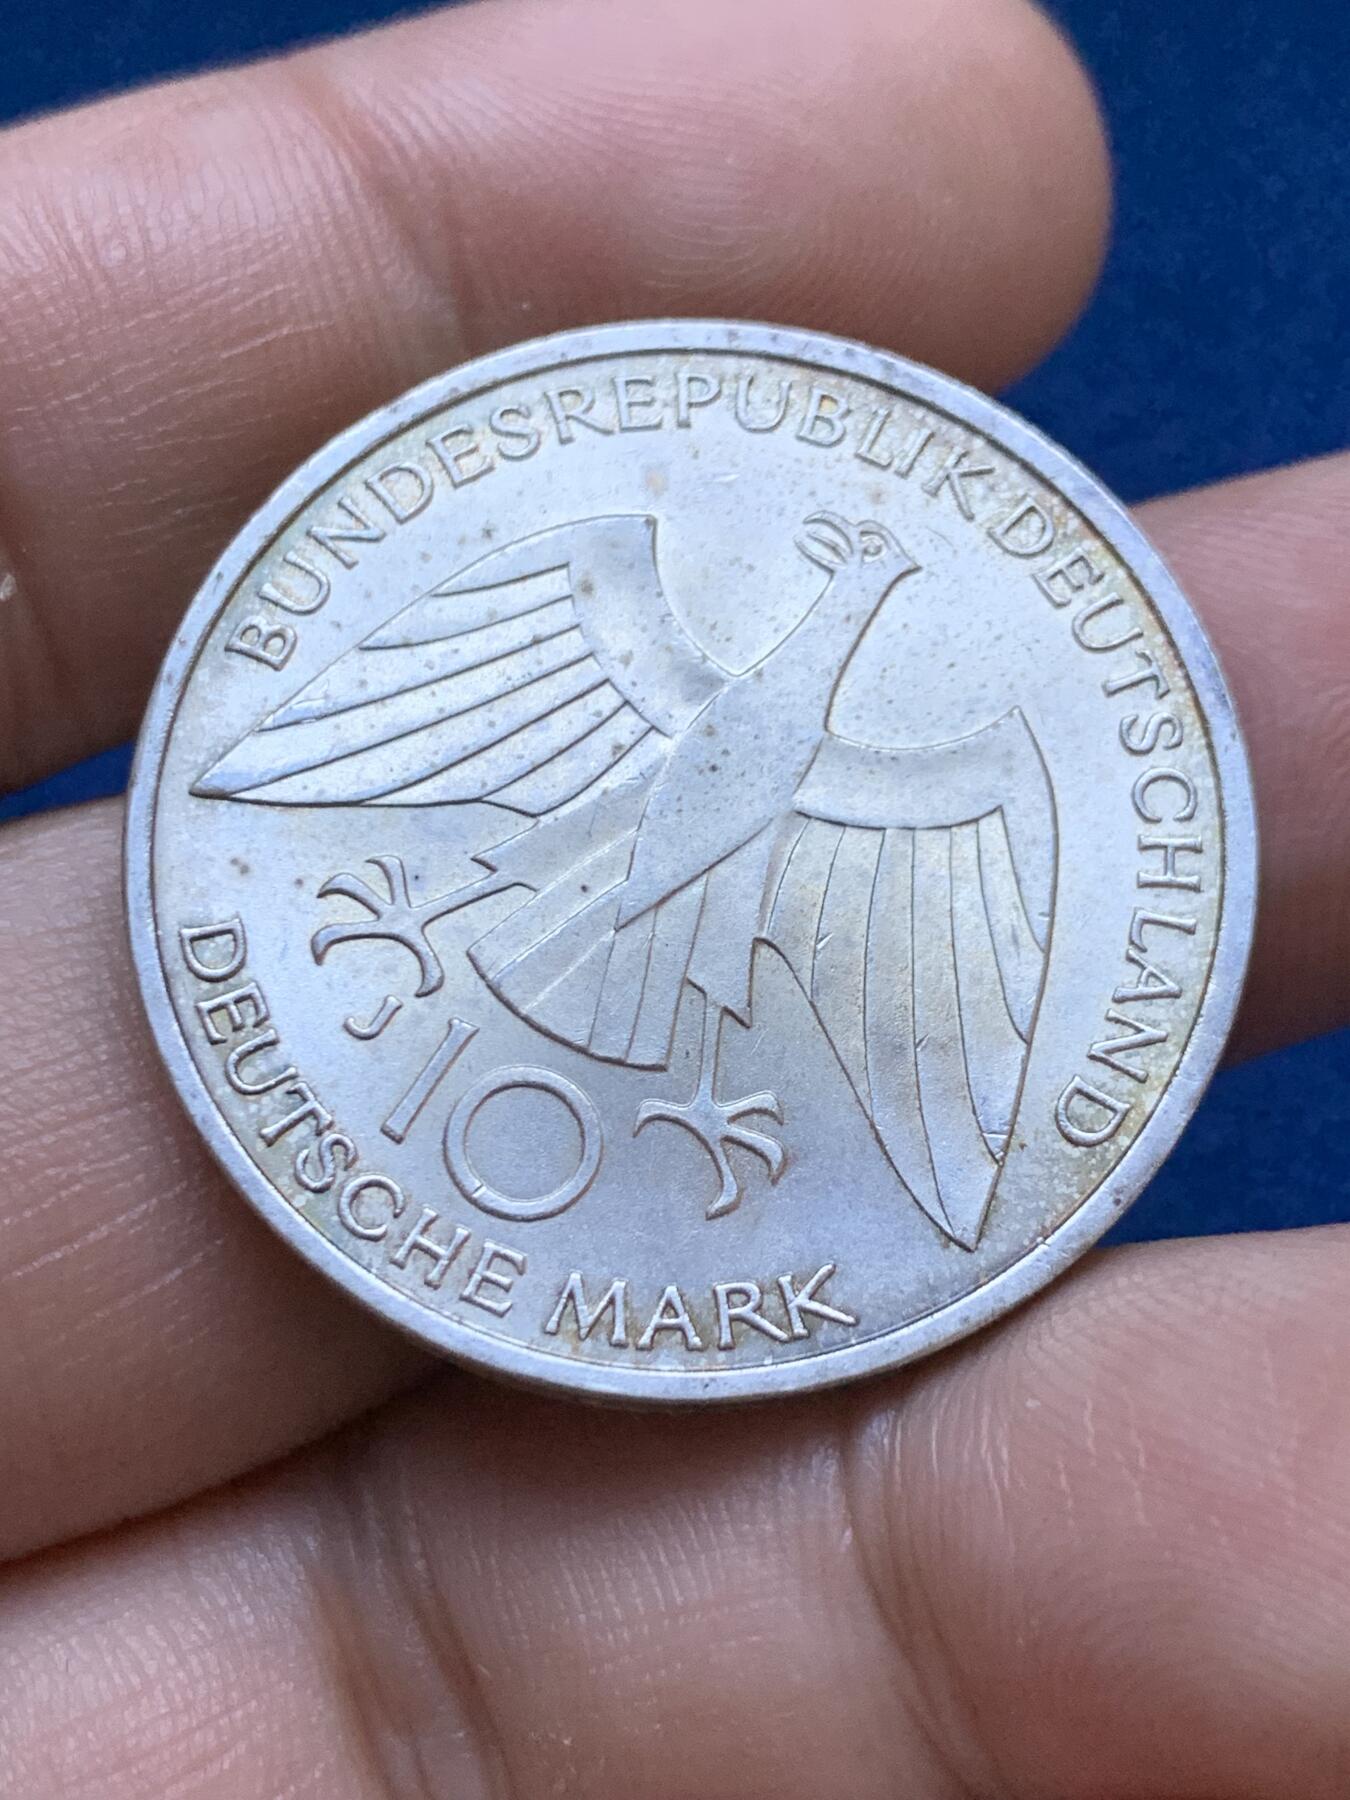 BUNDESREPUBLIK DEUTSCHLAND
J
10
DEUTSCHE MARK